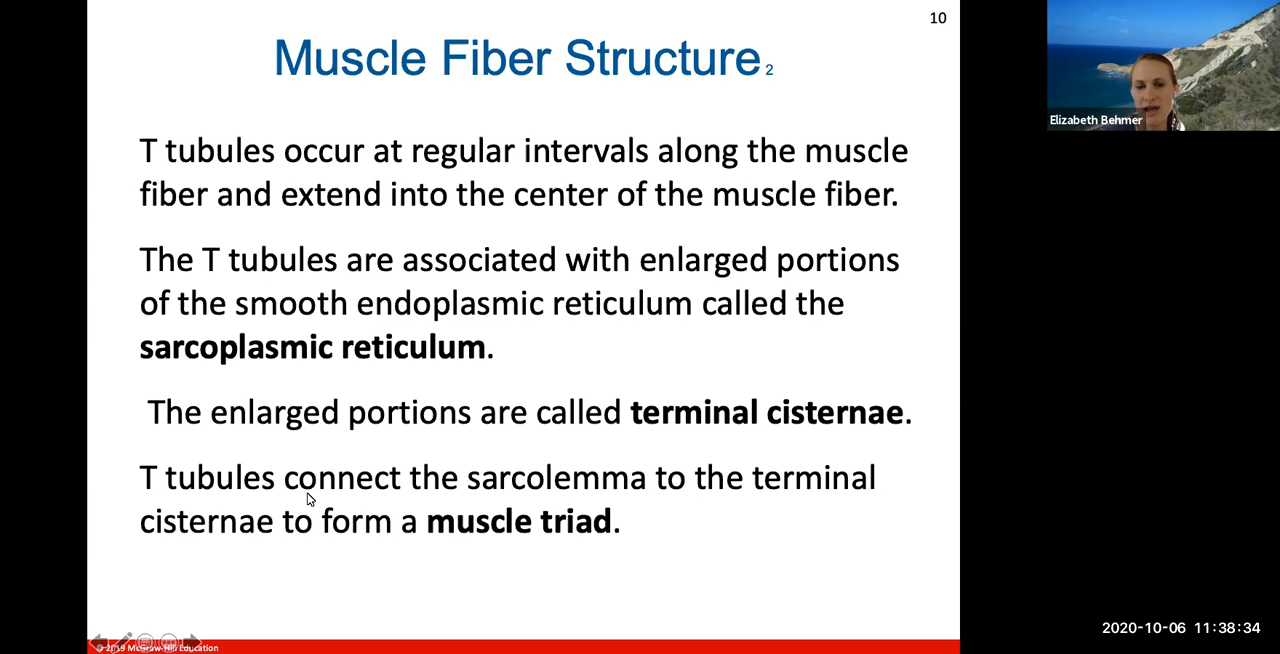 10
Muscle Fiber Structure 2
Elizabeth Behmer
T tubules occur at regular intervals along the muscle
fiber and extend into the center of the muscle fiber.
The T tubules are associated with enlarged portions
of the smooth endoplasmic reticulum called the
sarcoplasmic reticulum.
The enlarged portions are called terminal cisternae.
T tubules connect the sarcolemma to the terminal
cisternae to form a muscle triad.
2020-10-06 11:38:34
© 2019 McGraw-Hill Education